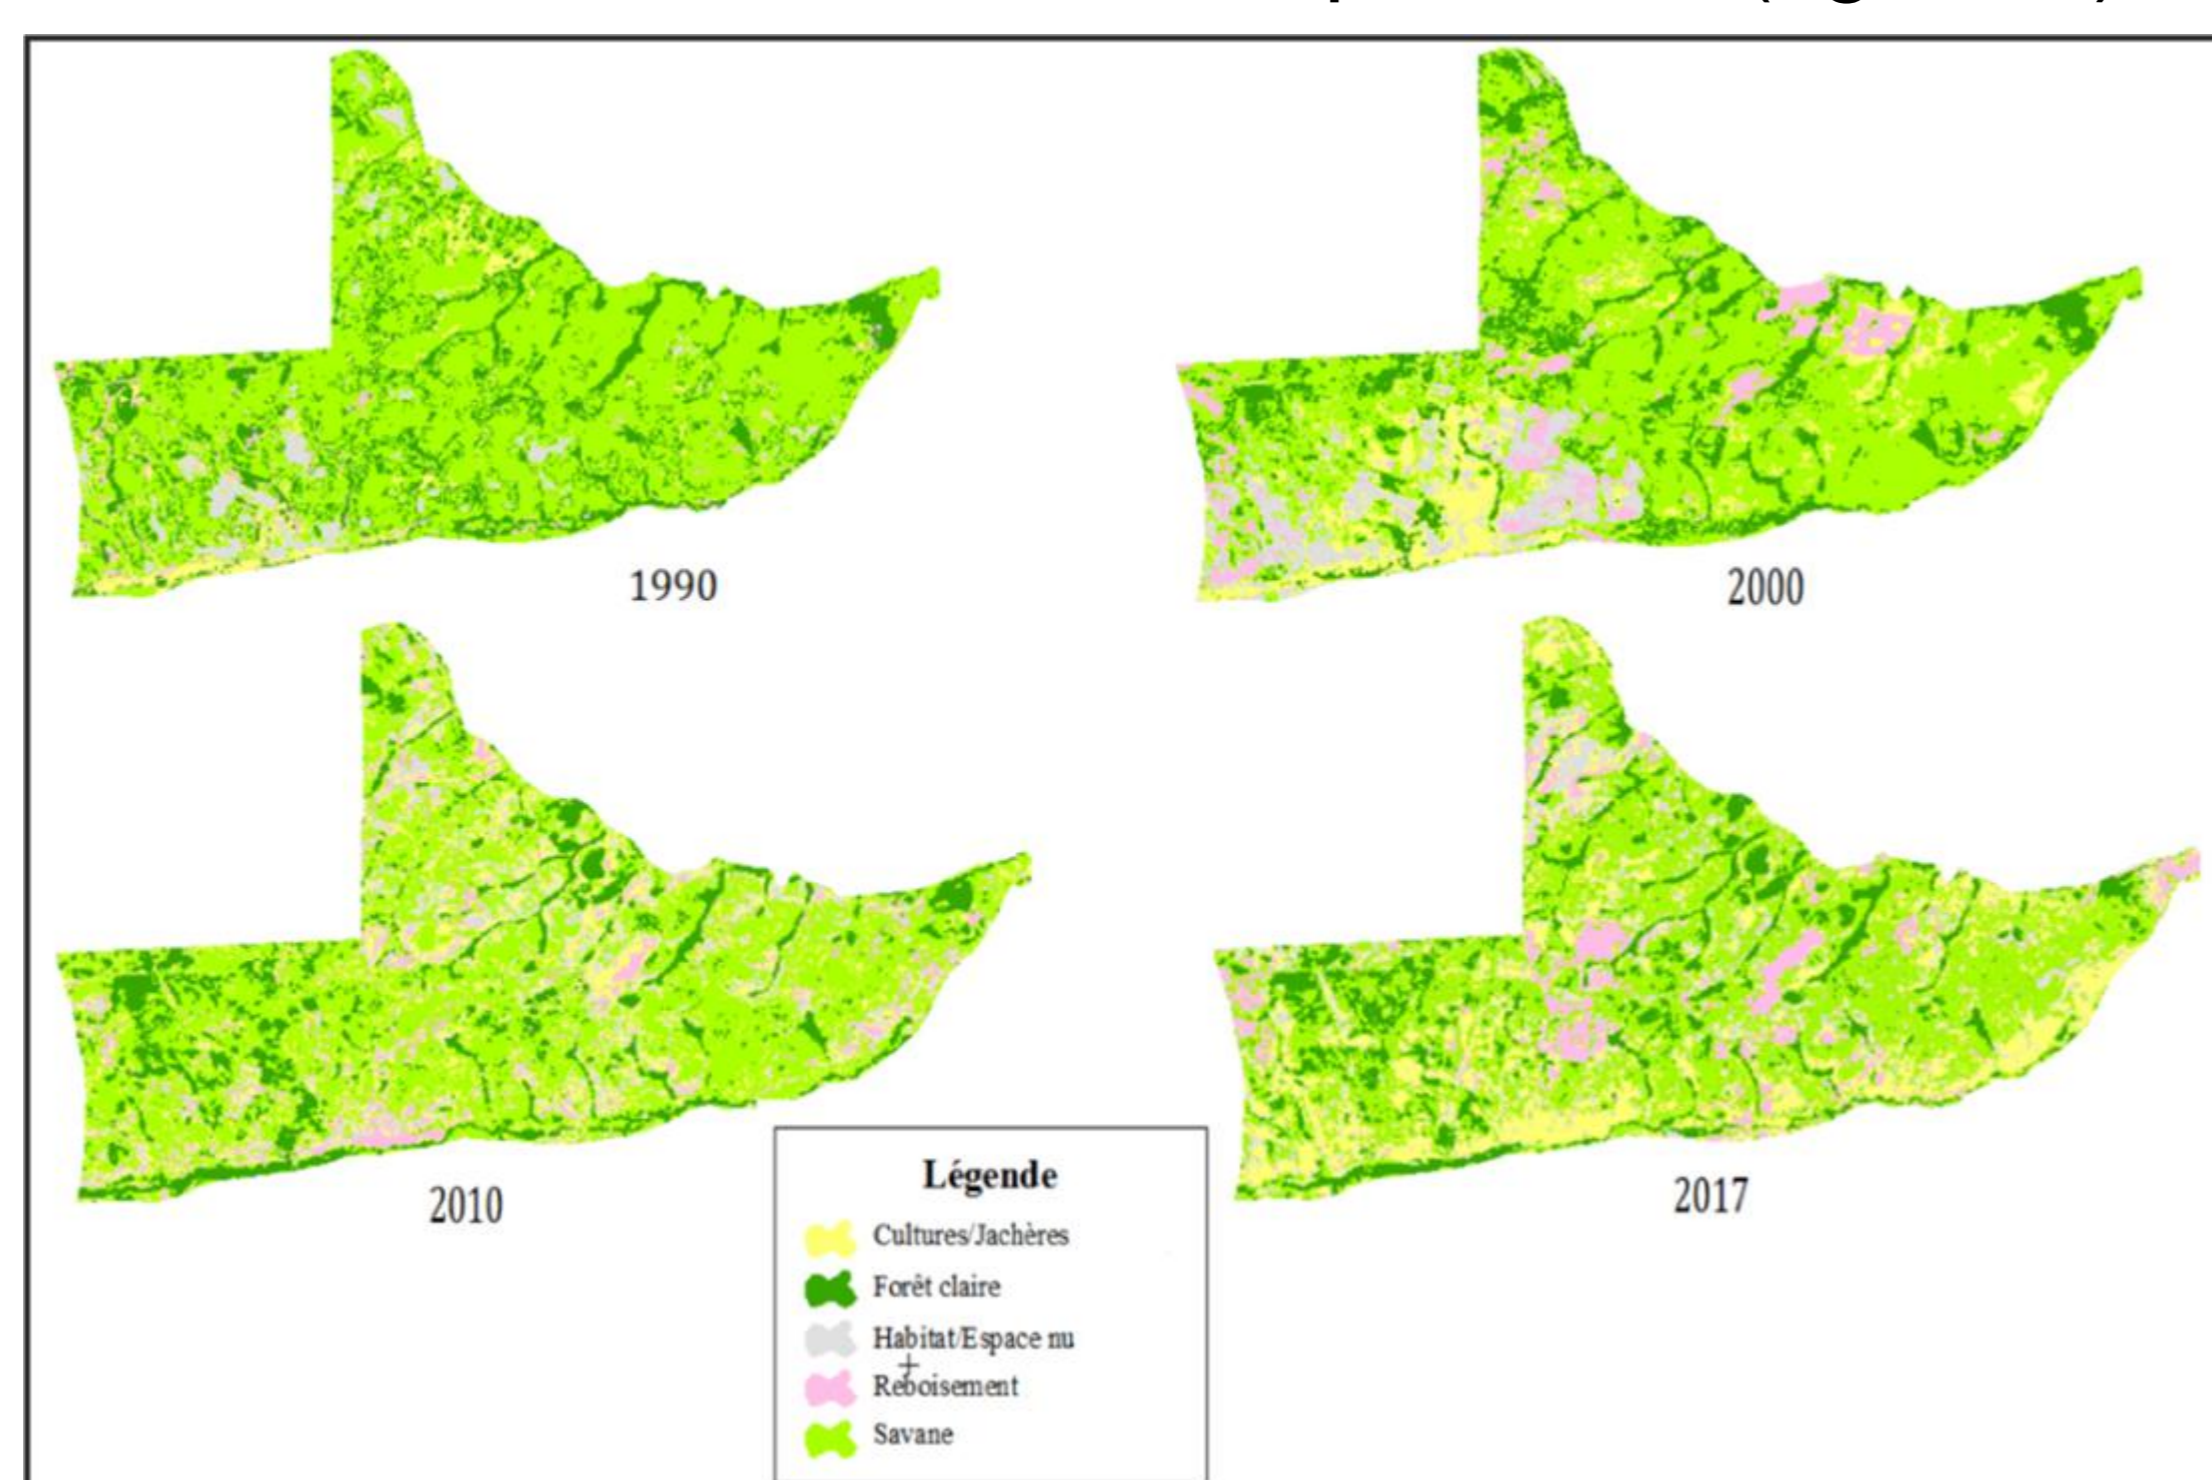 1990
2000
2010
2017
Légende
Cultures/Jachères
Forêt claire
Habitat/Espace nu
Reboisement
Savane